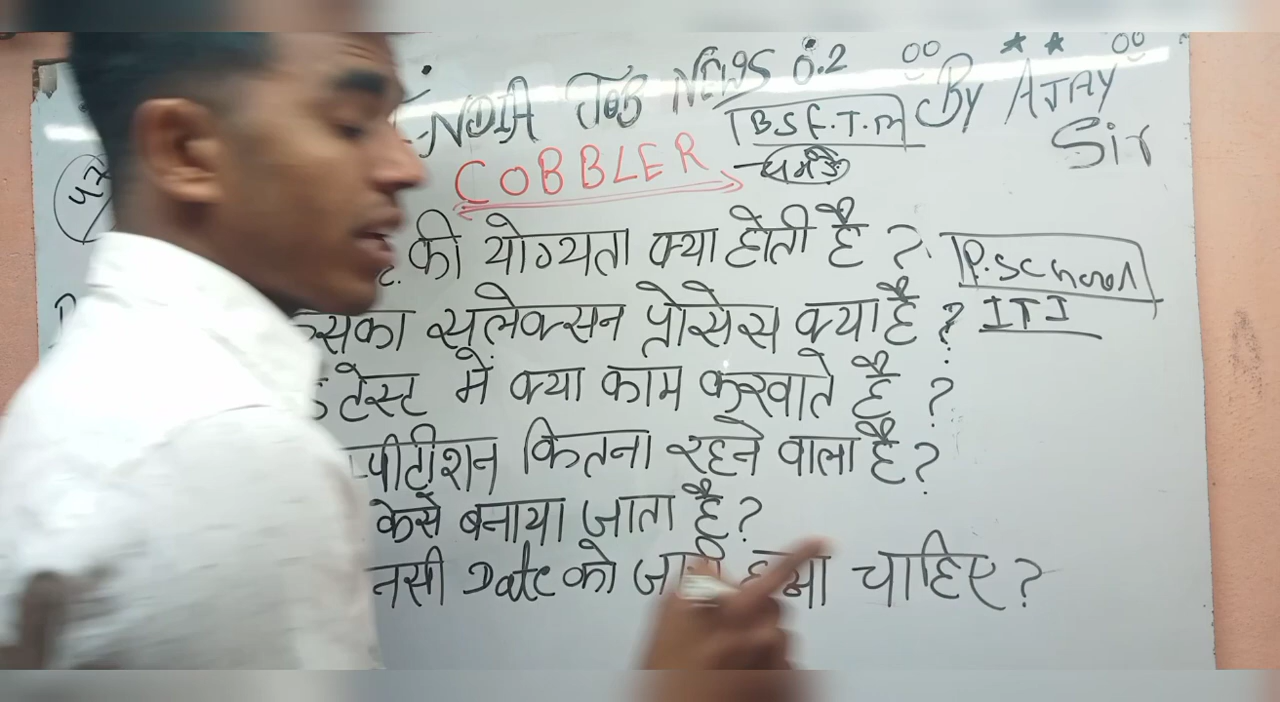 INDIA JOB NEWS 0.2 By AJAY Sir
COBBLER
BSF.T.M
की योग्यता क्या होती है ?
P.School
सका सलेक्सन प्रोसेस क्या है ?
ITI
टेस्ट में क्या काम करवाते है ?
पीटीशन कितना रहने वाला है ?
केसे बनाया जाता है ?
नसी Date को चाहिए ?